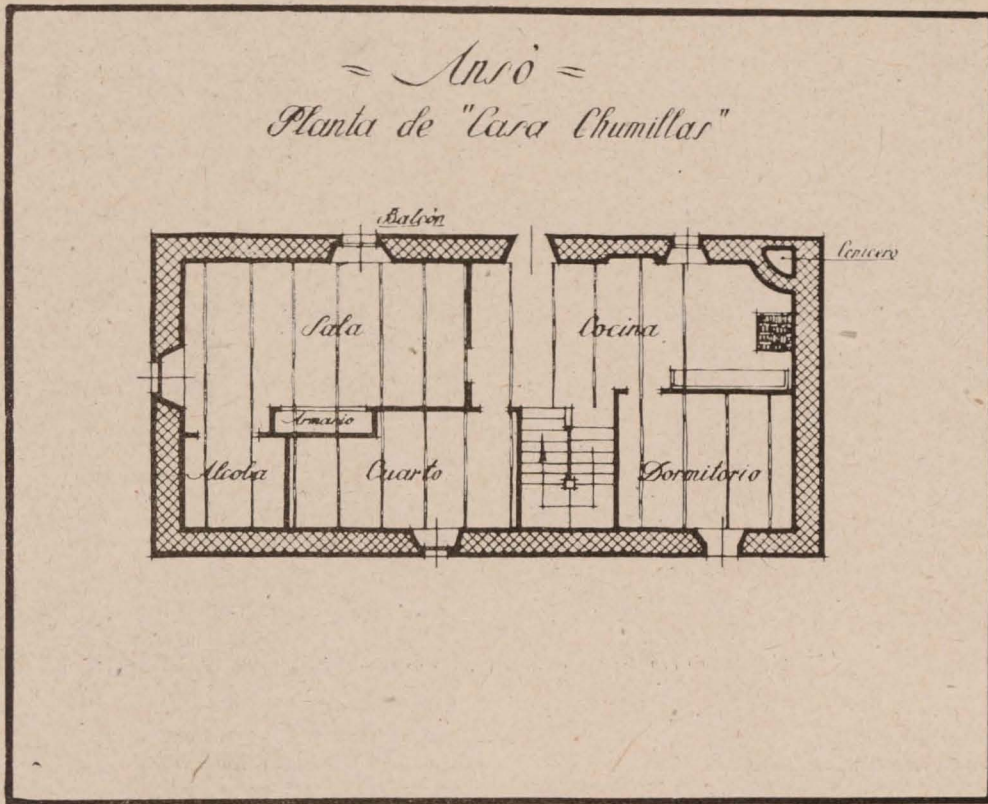 = Ansó =
Planta de "Casa Chumillas"
Balcón
Cenicero
Sala
Cocina
Armario
Alcoba
Cuarto
Dormitorio